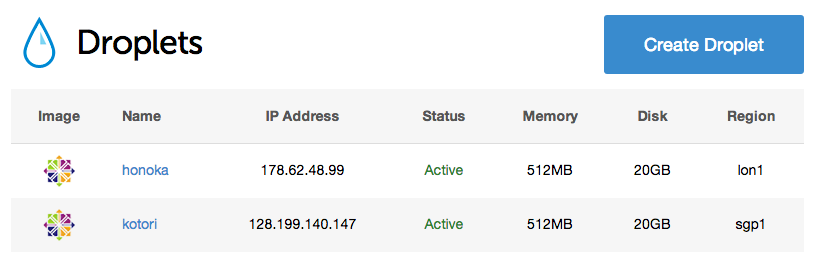 Droplets
Create Droplet
Image Name IP Address Status Memory Disk Region
honoka 178.62.48.99 Active 512MB 20GB lon1
kotori 128.199.140.147 Active 512MB 20GB sgp1